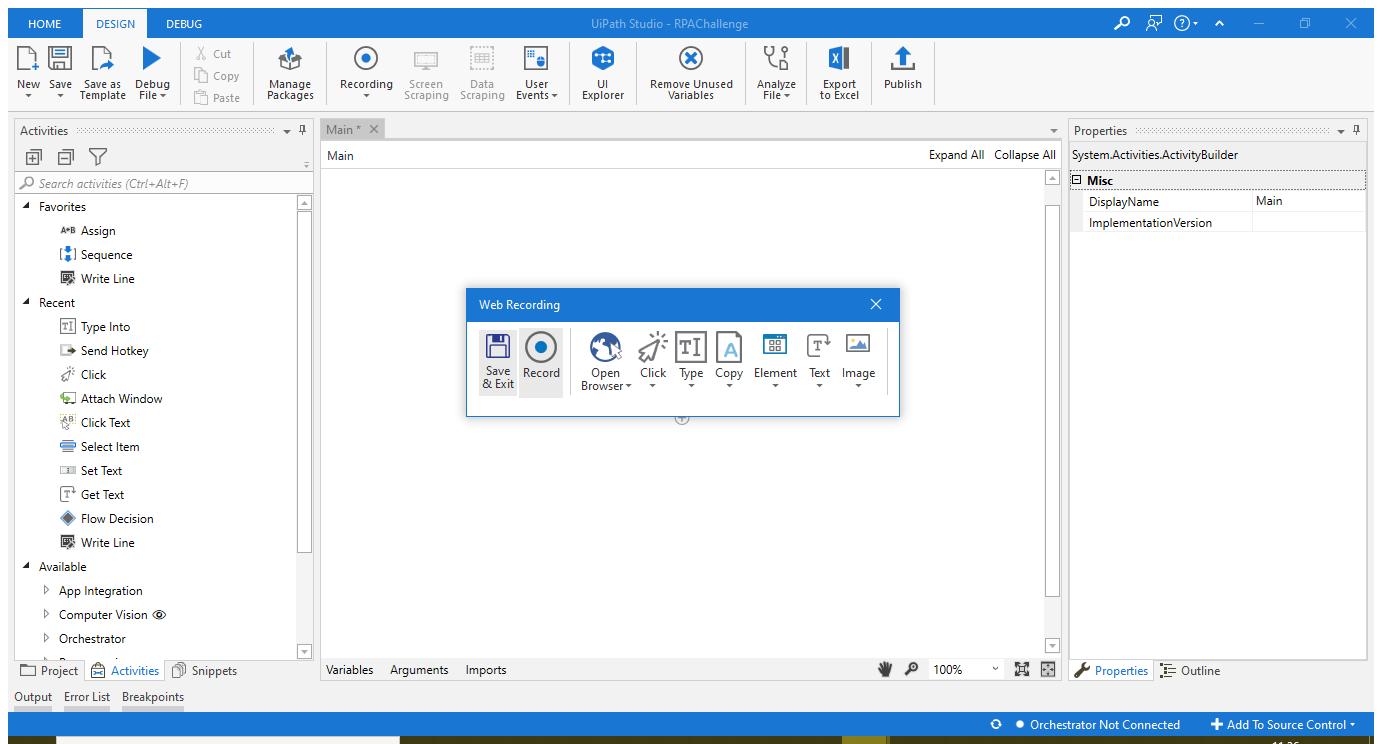 HOME DESIGN DEBUG UiPath Studio - RPAChallenge
New Save Save as Template Debug File Cut Copy Paste Manage Packages Recording Screen Scraping Data Scraping User Events UI Explorer Remove Unused Variables Analyze File Export to Excel Publish
Activities
Search activities (Ctrl+Alt+F)
Favorites
Assign
Sequence
Write Line
Recent
Type Into
Send Hotkey
Click
Attach Window
Click Text
Select Item
Set Text
Get Text
Flow Decision
Write Line
Available
App Integration
Computer Vision
Orchestrator
Project Activities Snippets
Main *
Main Expand All Collapse All
Web Recording
Save & Exit Record Open Browser Click Type Copy Element Text Image
Variables Arguments Imports 100%
Properties
System.Activities.ActivityBuilder
Misc
DisplayName Main
ImplementationVersion
Properties Outline
Output Error List Breakpoints
Orchestrator Not Connected Add To Source Control